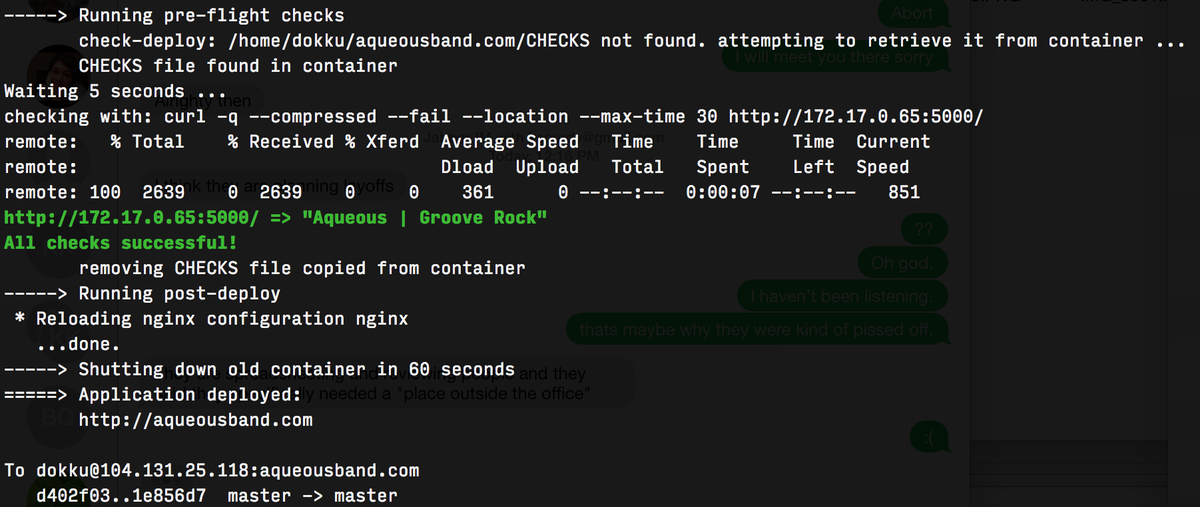 -----> Running pre-flight checks
check-deploy: /home/dokku/aqueousband.com/CHECKS not found. attempting to retrieve it from container ...
CHECKS file found in container
Waiting 5 seconds ...
checking with: curl -q --compressed --fail --location --max-time 30 http://172.17.0.65:5000/
remote:   % Total    % Received % Xferd  Average Speed   Time    Time     Time  Current
remote:                                  Dload  Upload   Total   Spent    Left  Speed
remote: 100  2639    0  2639    0     0    361      0 --:--:--  0:00:07 --:--:--   851
http://172.17.0.65:5000/ => "Aqueous | Groove Rock"
All checks successful!
removing CHECKS file copied from container
-----> Running post-deploy
* Reloading nginx configuration nginx
...done.
-----> Shutting down old container in 60 seconds
=====> Application deployed:
http://aqueousband.com
To dokku@104.131.25.118:aqueousband.com
d402f03..1e856d7  master -> master
Abort
I will meet you there sorry
Alrighty then
??
Oh god.
I haven't been listening.
thats maybe why they were kind of pissed off.
needed a "place outside the office"
:(